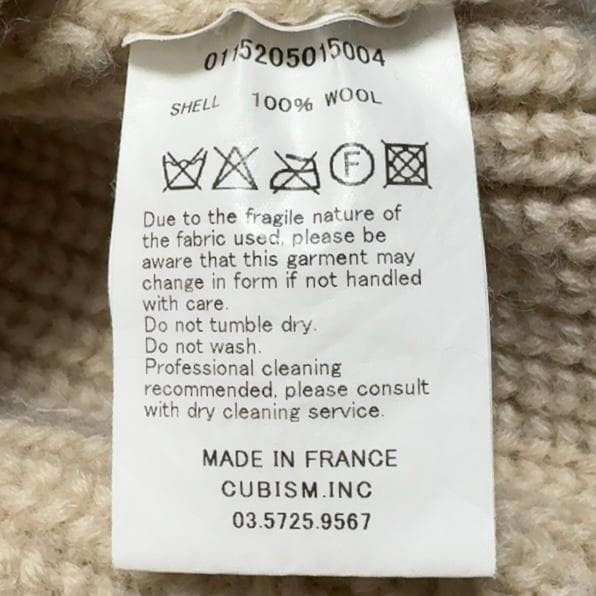 0115205015004
SHELL 100% WOOL
F
Due to the fragile nature of
the fabric used, please be
aware that this garment may
change in form if not handled
with care.
Do not tumble dry.
Do not wash.
Professional cleaning
recommended, please consult
with dry cleaning service.
MADE IN FRANCE
CUBISM.INC
03.5725.9567